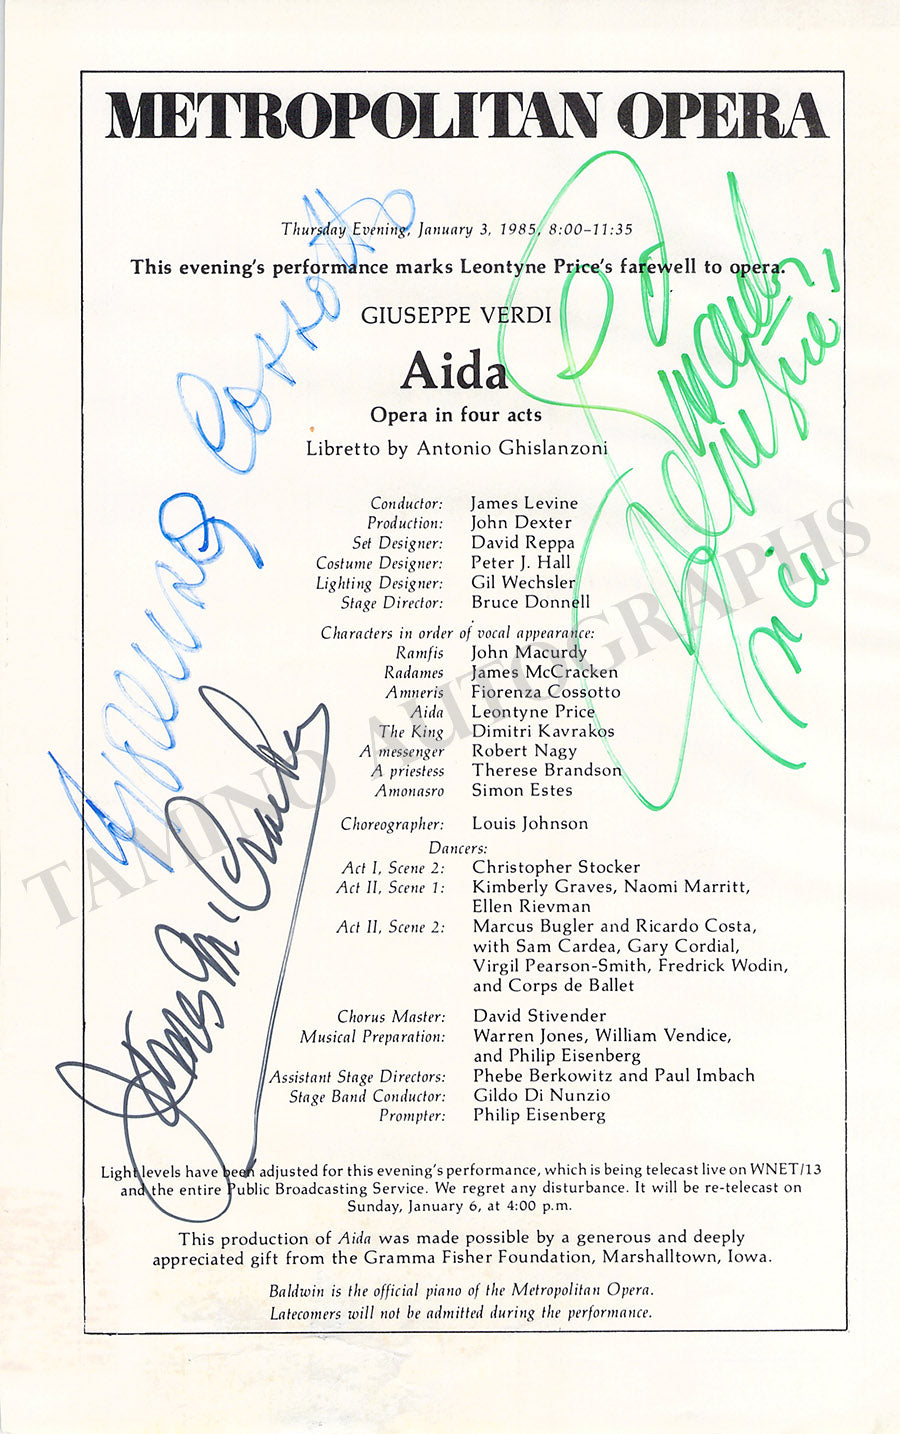 METROPOLITAN OPERA
Thursday Evening, January 3, 1985, 8:00–11:35
This evening's performance marks Leontyne Price's farewell to opera.
GIUSEPPE VERDI
Aida
Opera in four acts
Libretto by Antonio Ghislanzoni
Conductor: James Levine
Production: John Dexter
Set Designer: David Reppa
Costume Designer: Peter J. Hall
Lighting Designer: Gil Wechsler
Stage Director: Bruce Donnell
Characters in order of vocal appearance:
Ramfis John Macurdy
Radames James McCracken
Amneris Fiorenza Cossotto
Aida Leontyne Price
The King Dimitri Kavrakos
A messenger Robert Nagy
A priestess Therese Brandson
Amonasro Simon Estes
Choreographer: Louis Johnson
Dancers:
Act I, Scene 2: Christopher Stocker
Act II, Scene 1: Kimberly Graves, Naomi Marritt,
Ellen Rievman
Act II, Scene 2: Marcus Bugler and Ricardo Costa,
with Sam Cardea, Gary Cordial,
Virgil Pearson-Smith, Fredrick Wodin,
and Corps de Ballet
Chorus Master: David Stivender
Musical Preparation: Warren Jones, William Vendice,
and Philip Eisenberg
Assistant Stage Directors: Phebe Berkowitz and Paul Imbach
Stage Band Conductor: Gildo Di Nunzio
Prompter: Philip Eisenberg
Light levels have been adjusted for this evening's performance, which is being telecast live on WNET/13
and the entire Public Broadcasting Service. We regret any disturbance. It will be re-telecast on
Sunday, January 6, at 4:00 p.m.
This production of Aida was made possible by a generous and deeply
appreciated gift from the Gramma Fisher Foundation, Marshalltown, Iowa.
Baldwin is the official piano of the Metropolitan Opera.
Latecomers will not be admitted during the performance.
Fiorenza Cossotto
James McCracken
Price
TAMINO AUTOGRAPHS